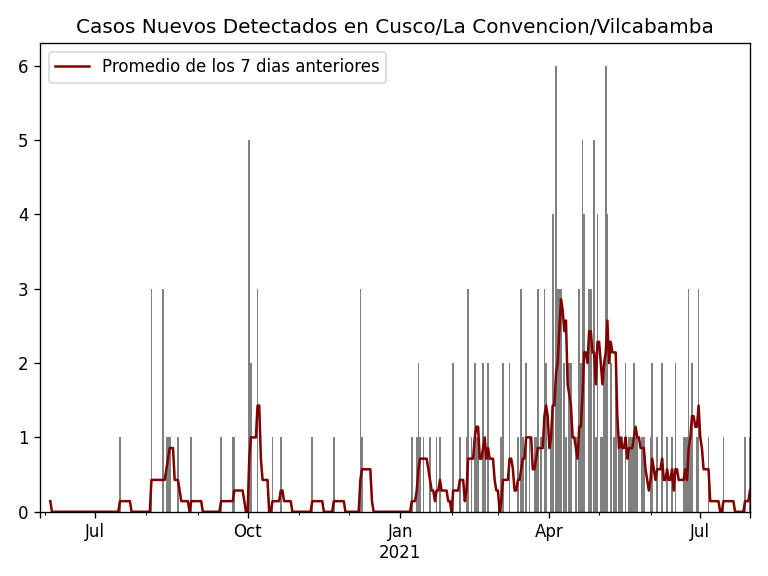 Casos Nuevos Detectados en Cusco/La Convencion/Vilcabamba
Promedio de los 7 dias anteriores
6
5
4
3
2
1
0
Jul Oct Jan Apr Jul
2021